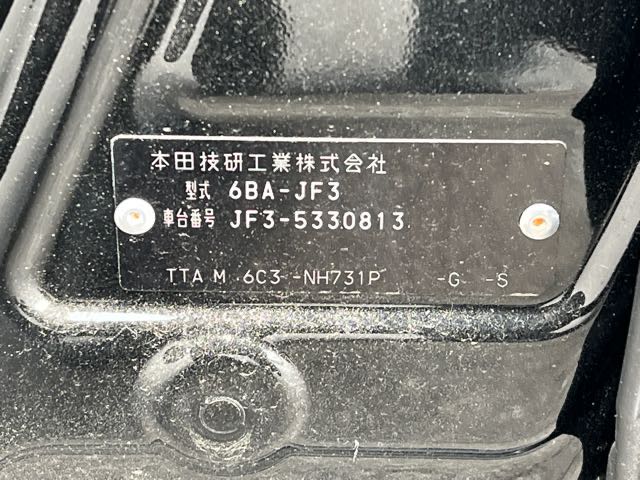 本田技研工業株式会社
型式 6BA-JF3
車台番号 JF3-5330813
TTA M 6C3 -NH731P -G -S